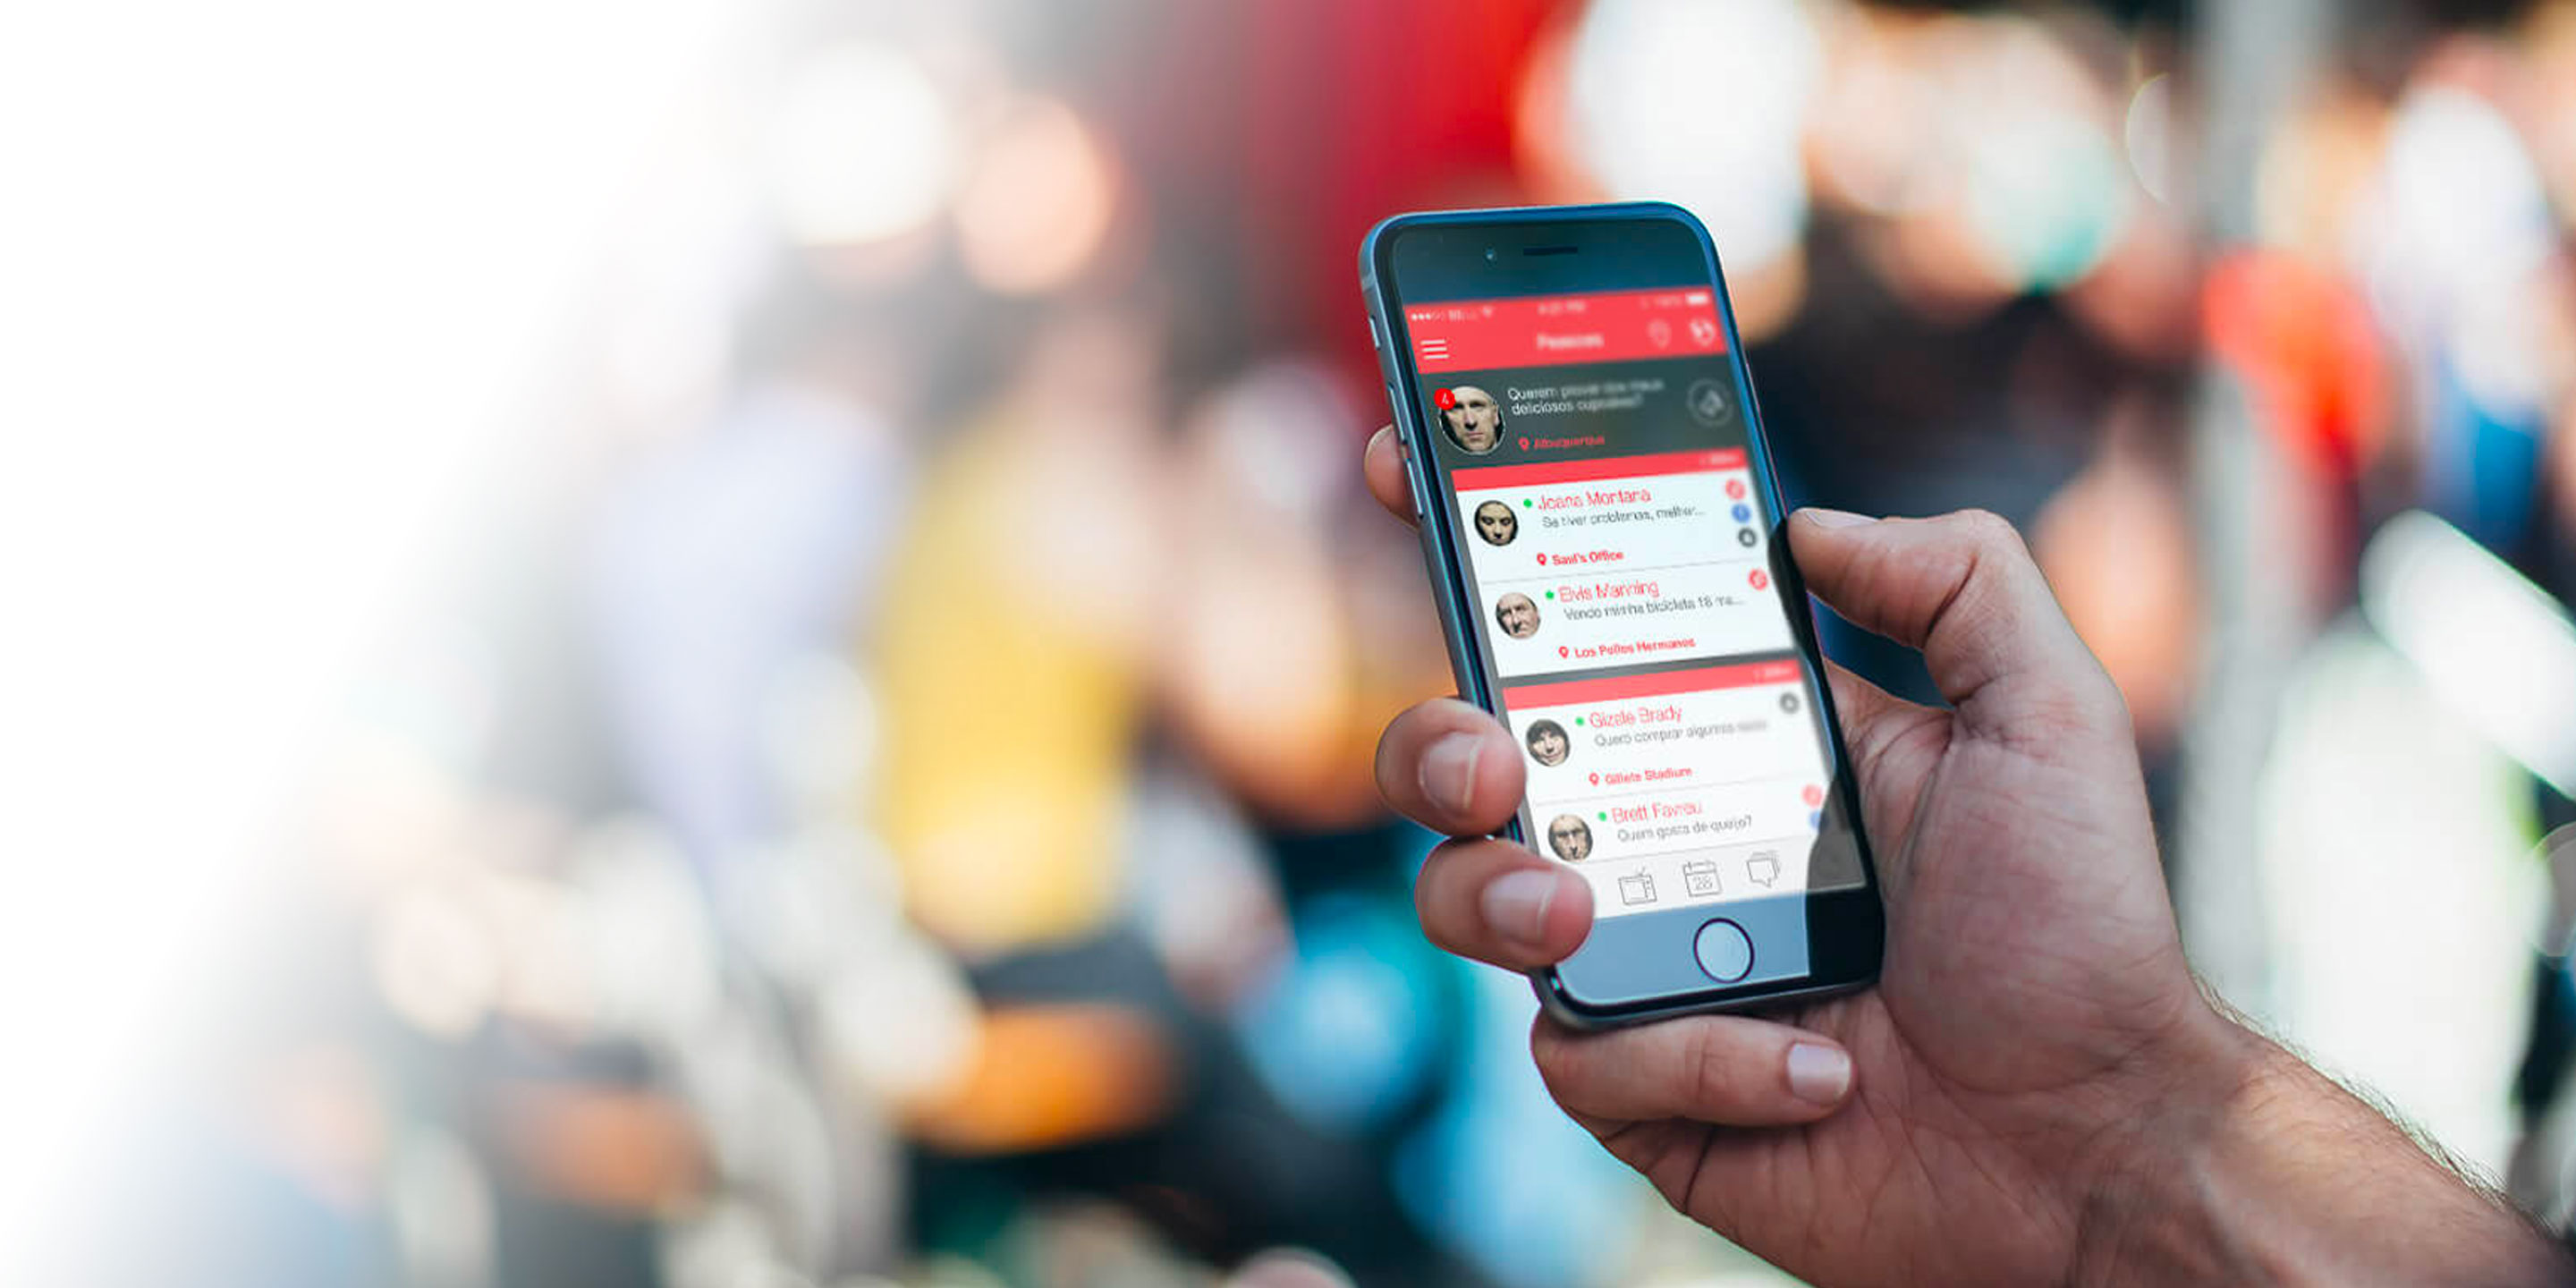 Pessoas
4
Querem provar dos meus
deliciosos cupcakes?
Albuquerque
Joana Montana
Se tiver problemas, melhor...
Saul's Office
Elvis Manning
Vendo minha bicicleta 18 ma...
Los Pollos Hermanos
Gizele Brady
Quero comprar algumas
Gillete Stadium
Brett Favreu
Quem gosta de queijo?
28